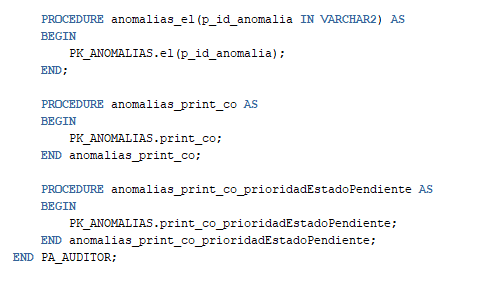 PROCEDURE anomalias_el(p_id_anomalia IN VARCHAR2) AS
BEGIN
PK_ANOMALIAS.el(p_id_anomalia);
END;
PROCEDURE anomalias_print_co AS
BEGIN
PK_ANOMALIAS.print_co;
END anomalias_print_co;
PROCEDURE anomalias_print_co_prioridadEstadoPendiente AS
BEGIN
PK_ANOMALIAS.print_co_prioridadEstadoPendiente;
END anomalias_print_co_prioridadEstadoPendiente;
END PA_AUDITOR;